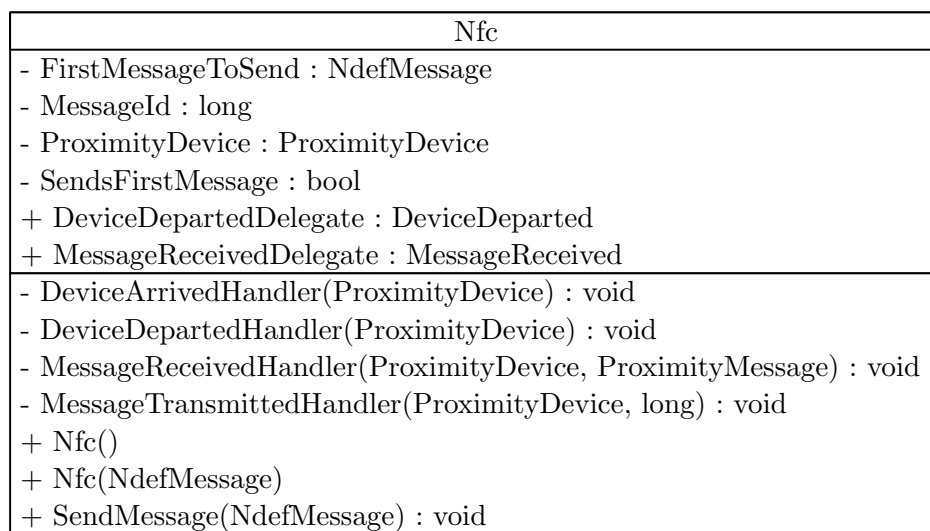 Nfc
- FirstMessageToSend : NdefMessage
- MessageId : long
- ProximityDevice : ProximityDevice
- SendsFirstMessage : bool
+ DeviceDepartedDelegate : DeviceDeparted
+ MessageReceivedDelegate : MessageReceived
- DeviceArrivedHandler(ProximityDevice) : void
- DeviceDepartedHandler(ProximityDevice) : void
- MessageReceivedHandler(ProximityDevice, ProximityMessage) : void
- MessageTransmittedHandler(ProximityDevice, long) : void
+ Nfc()
+ Nfc(NdefMessage)
+ SendMessage(NdefMessage) : void